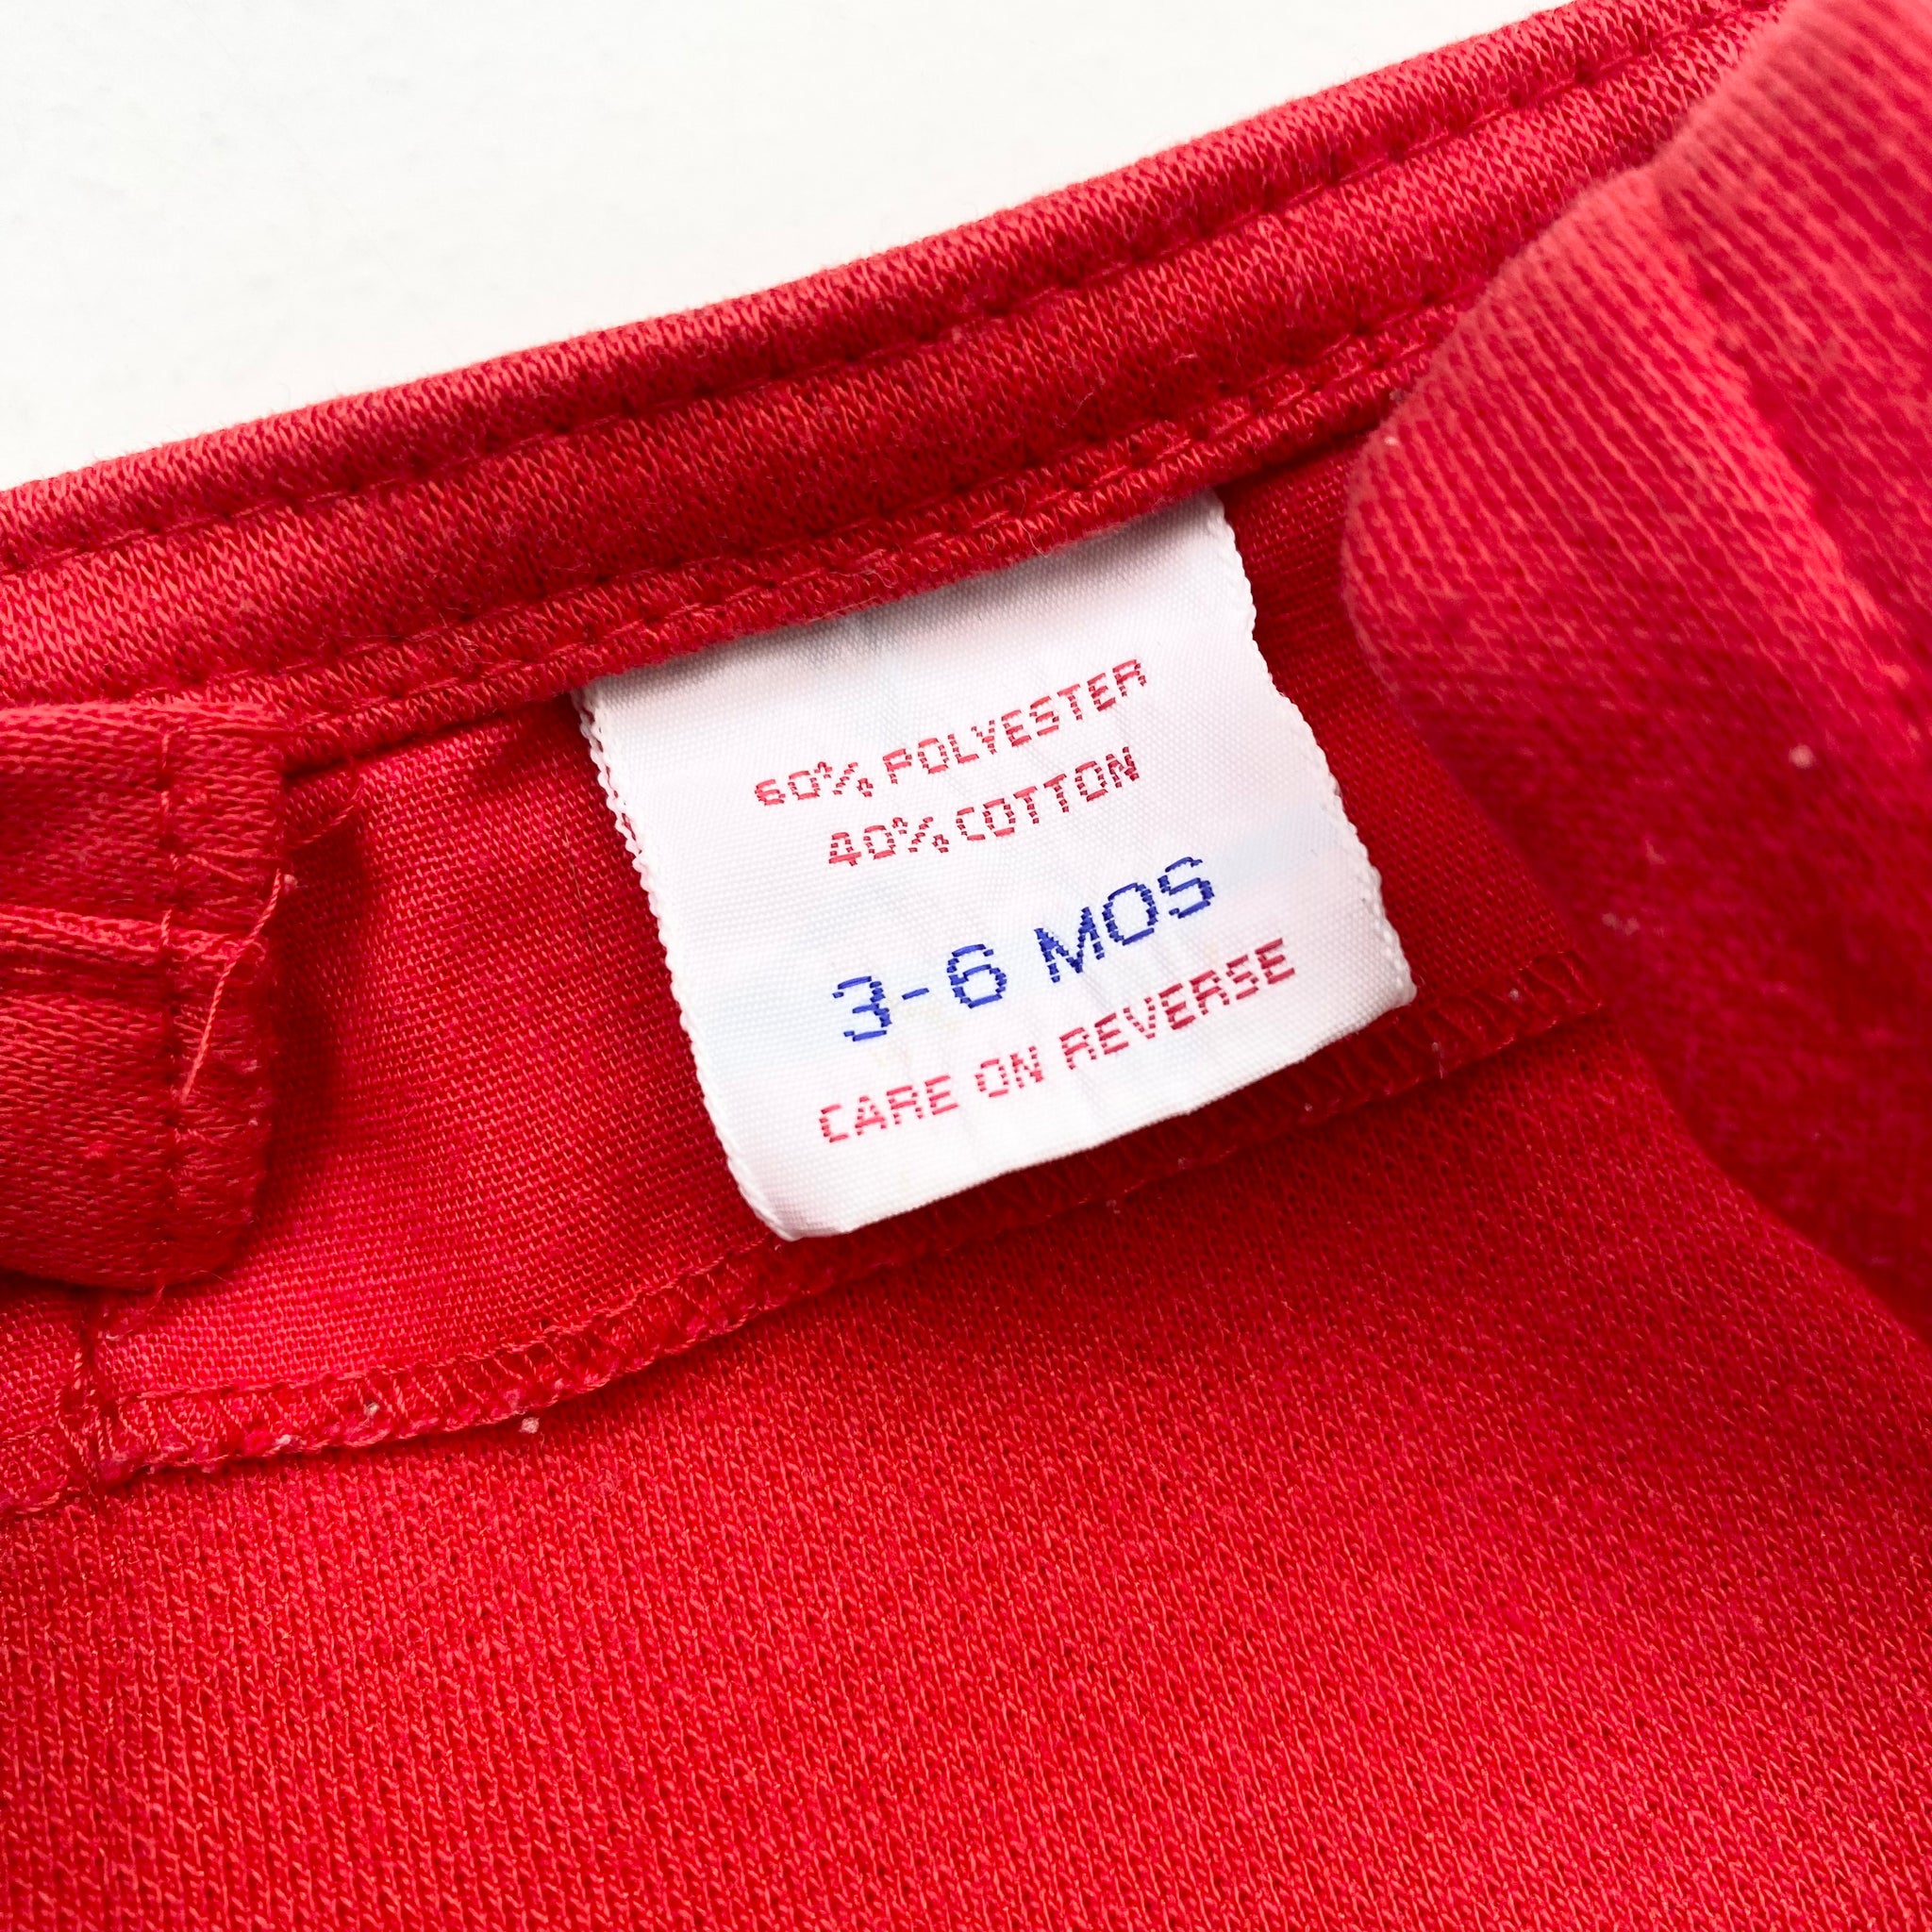 60% POLYESTER
40% COTTON
3-6 MOS
CARE ON REVERSE